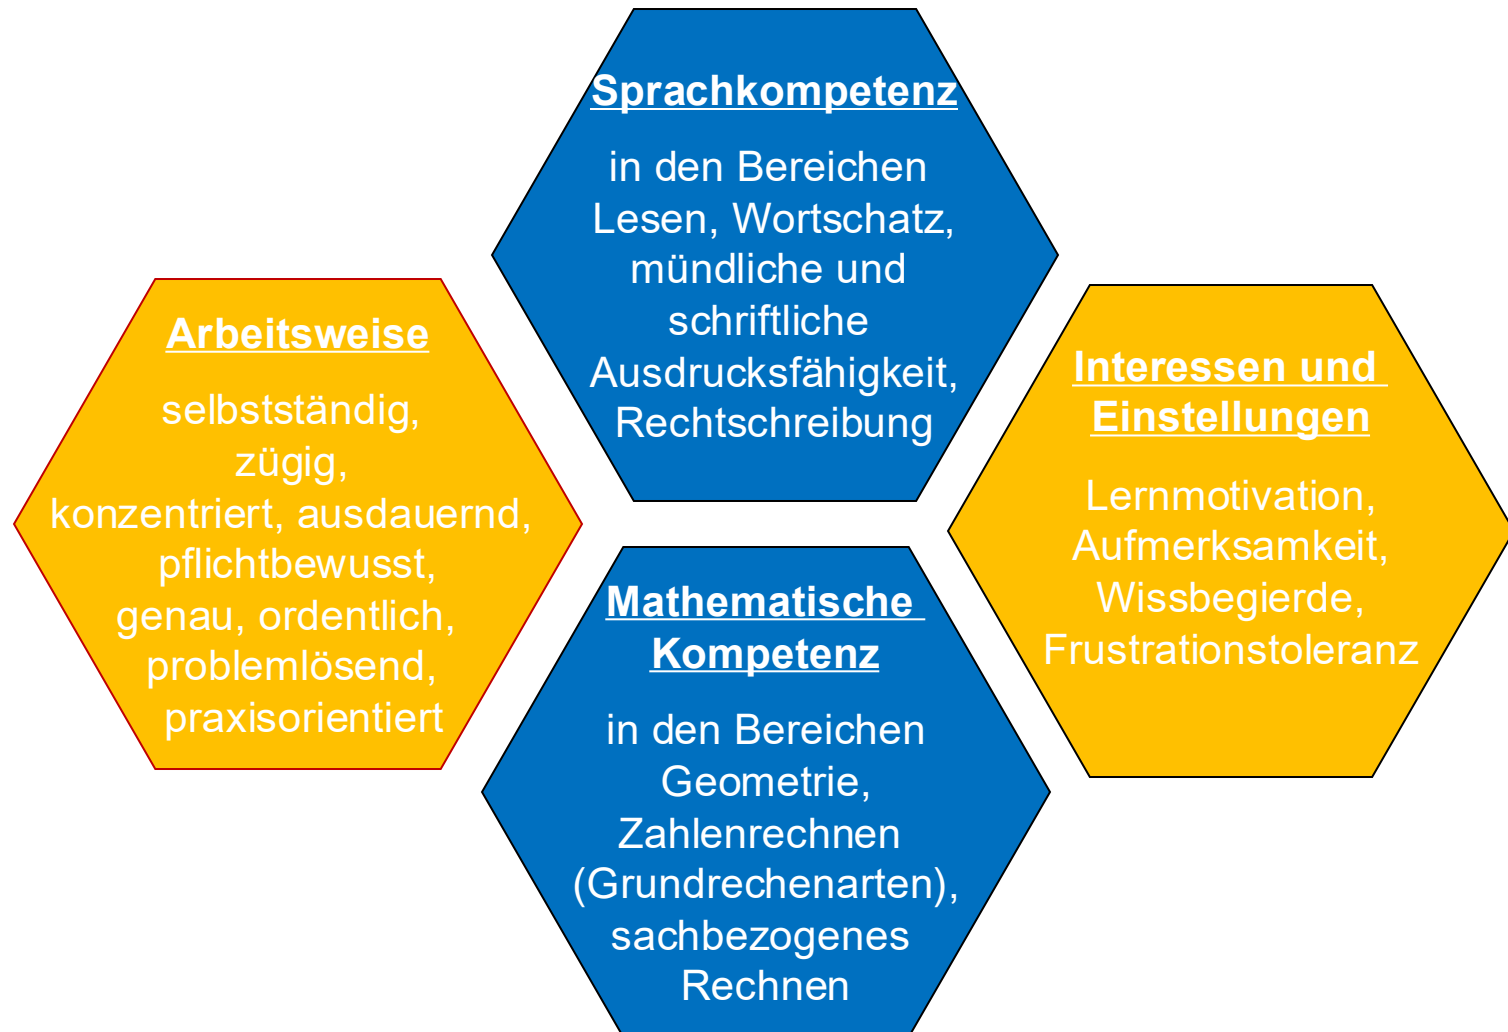 Sprachkompetenz
in den Bereichen
Lesen, Wortschatz,
mündliche und
schriftliche
Ausdrucksfähigkeit,
Rechtschreibung
Arbeitsweise
selbstständig,
zügig,
konzentriert, ausdauernd,
pflichtbewusst,
genau, ordentlich,
problemlösend,
praxisorientiert
Interessen und
Einstellungen
Lernmotivation,
Aufmerksamkeit,
Wissbegierde,
Frustrationstoleranz
Mathematische
Kompetenz
in den Bereichen
Geometrie,
Zahlenrechnen
(Grundrechenarten),
sachbezogenes
Rechnen